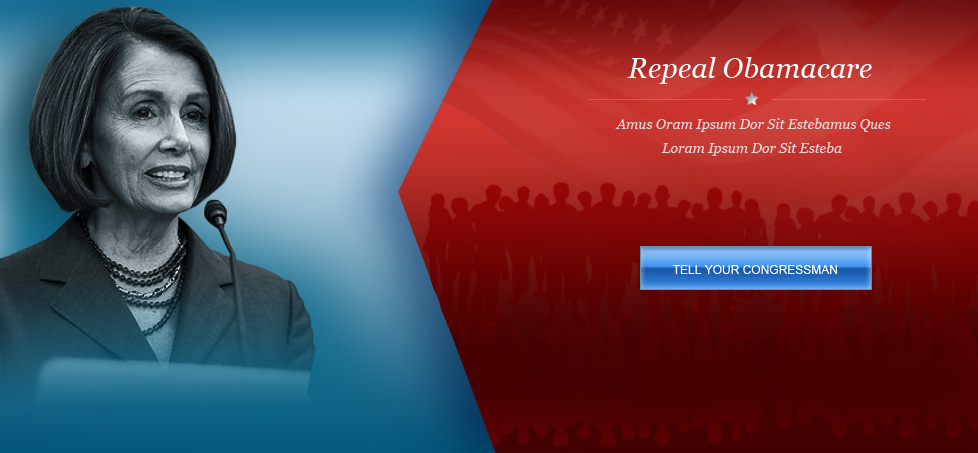 Repeal Obamacare
Amus Oram Ipsum Dor Sit Estebamus Ques
Loram Ipsum Dor Sit Esteba
TELL YOUR CONGRESSMAN